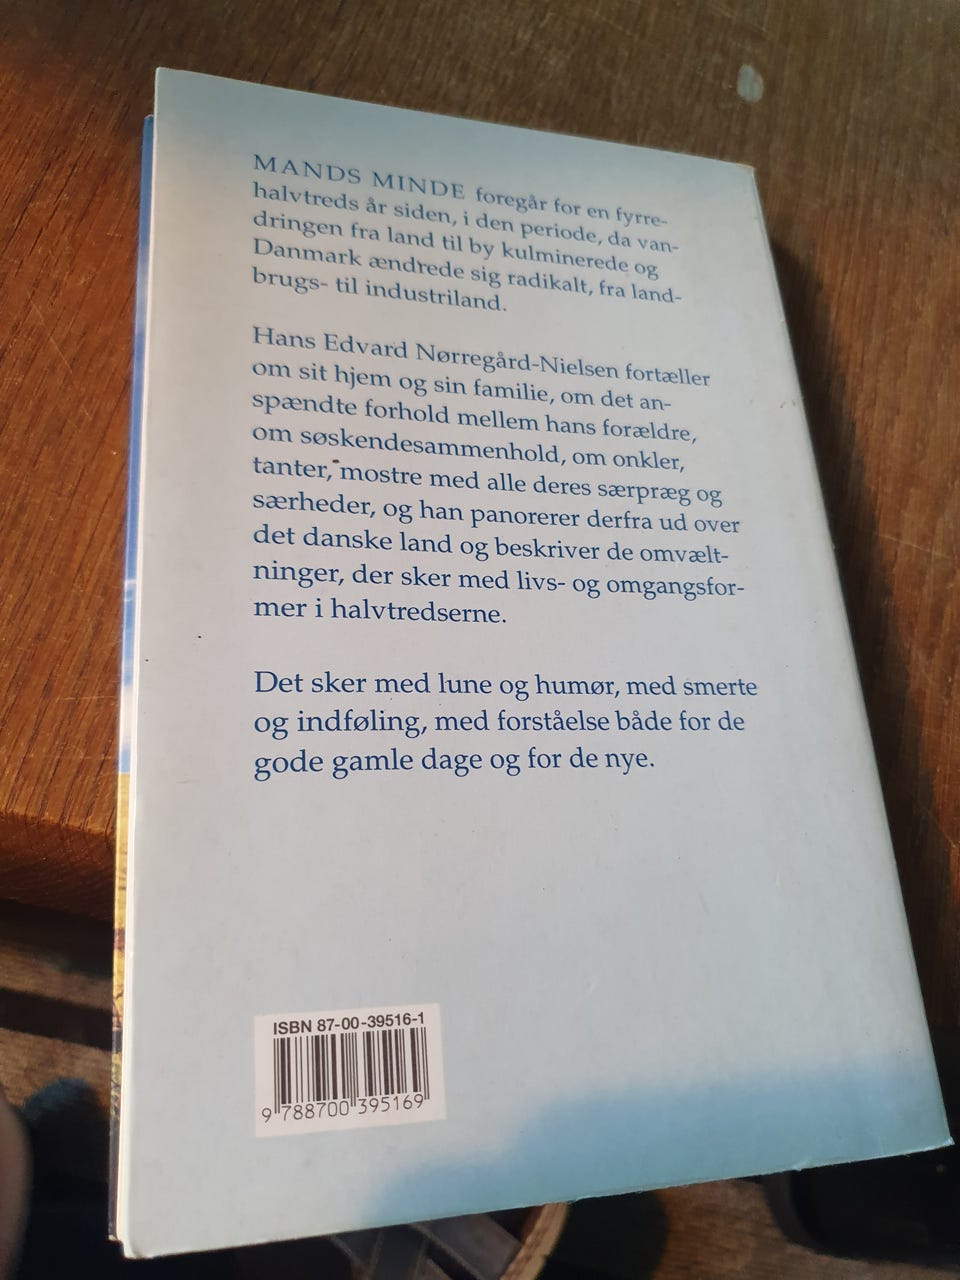 MANDS MINDE foregår for en fyrre-
halvtreds år siden, i den periode, da van-
dringen fra land til by kulminerede og
Danmark ændrede sig radikalt, fra land-
brugs- til industriland.
Hans Edvard Nørregård-Nielsen fortæller
om sit hjem og sin familie, om det an-
spændte forhold mellem hans forældre,
om søskendesammenhold, om onkler,
tanter, mostre med alle deres særpræg og
særheder, og han panorerer derfra ud over
det danske land og beskriver de omvælt-
ninger, der sker med livs- og omgangsfor-
mer i halvtredserne.
Det sker med lune og humør, med smerte
og indføling, med forståelse både for de
gode gamle dage og for de nye.
ISBN 87-00-39516-1
9 788700 395169